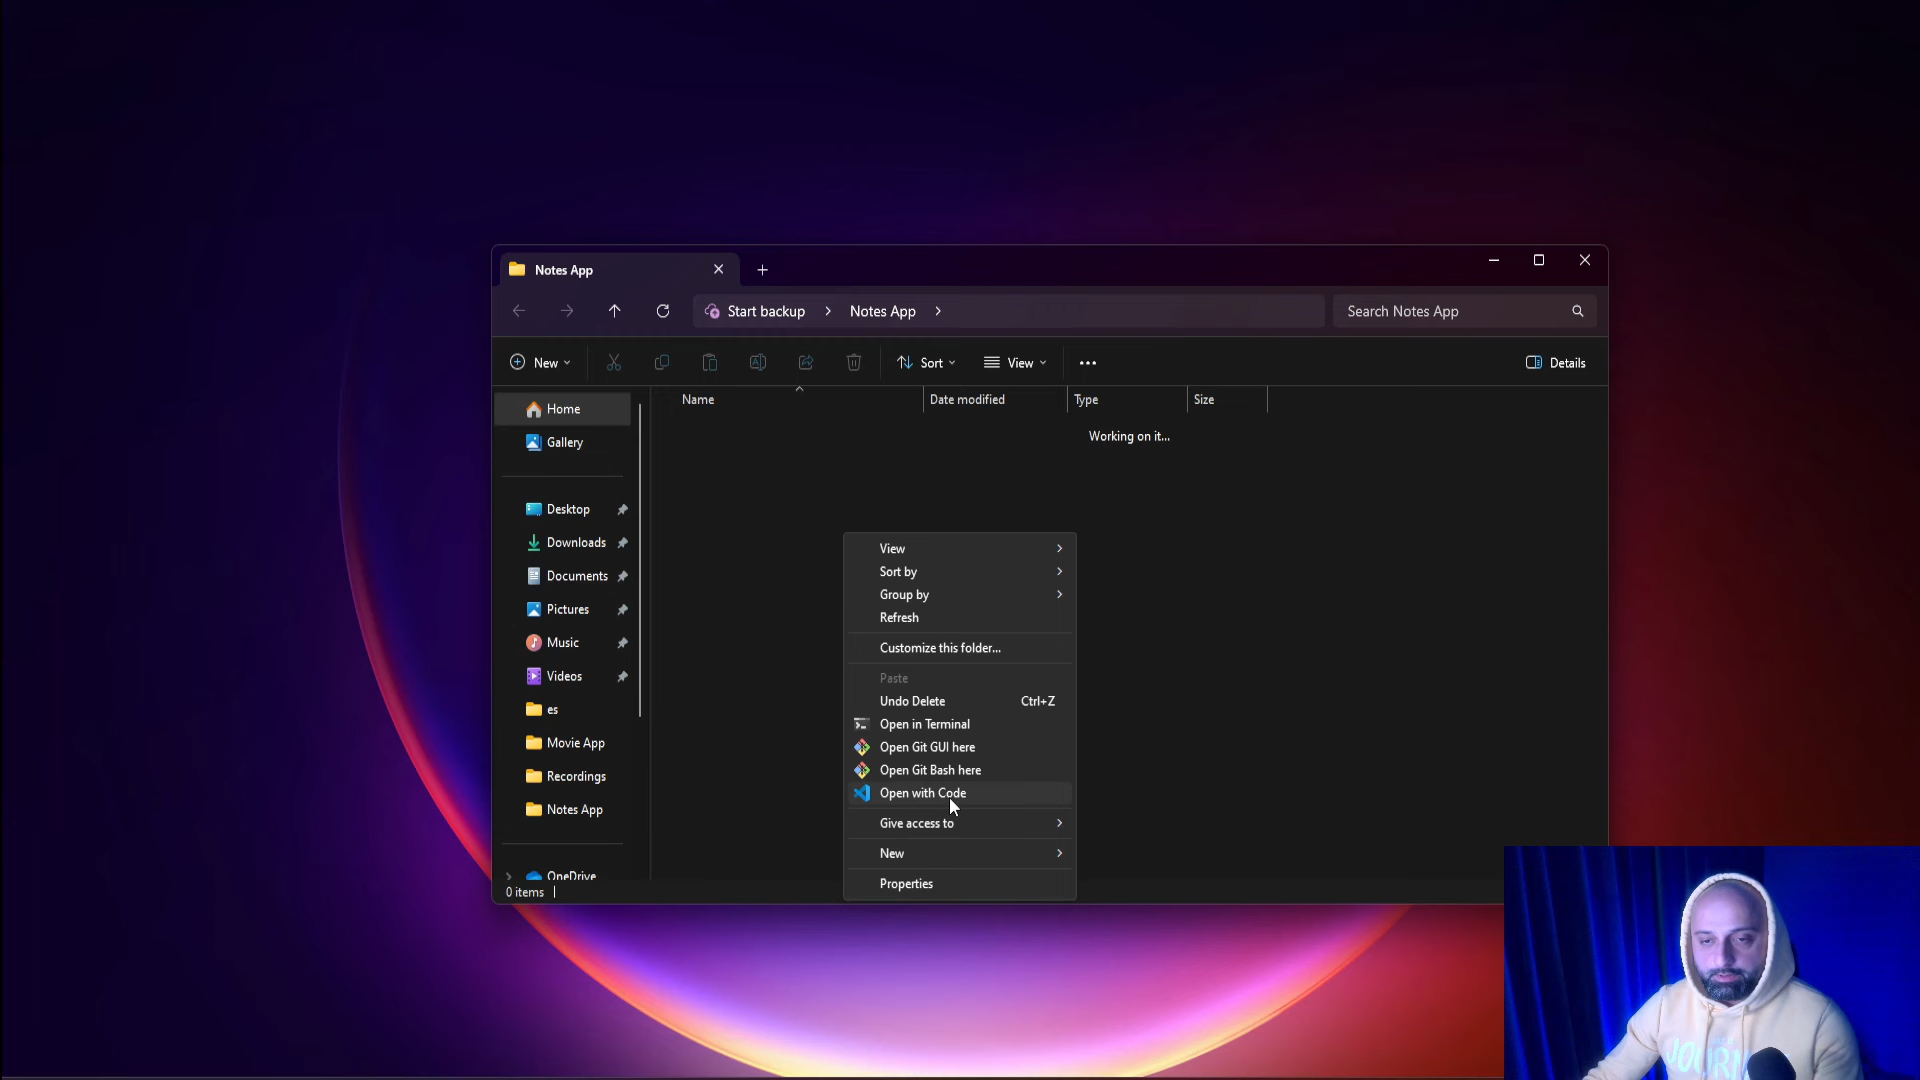 Notes App
Start backup
Notes App
Search Notes App
New
Sort
View
Details
Name
Date modified
Type
Size
Working on it...
Home
Gallery
Desktop
Downloads
Documents
Pictures
Music
Videos
es
Movie App
Recordings
Notes App
OneDrive
0 items
View
Sort by
Group by
Refresh
Customize this folder...
Paste
Undo Delete Ctrl+Z
Open in Terminal
Open Git GUI here
Open Git Bash here
Open with Code
Give access to
New
Properties